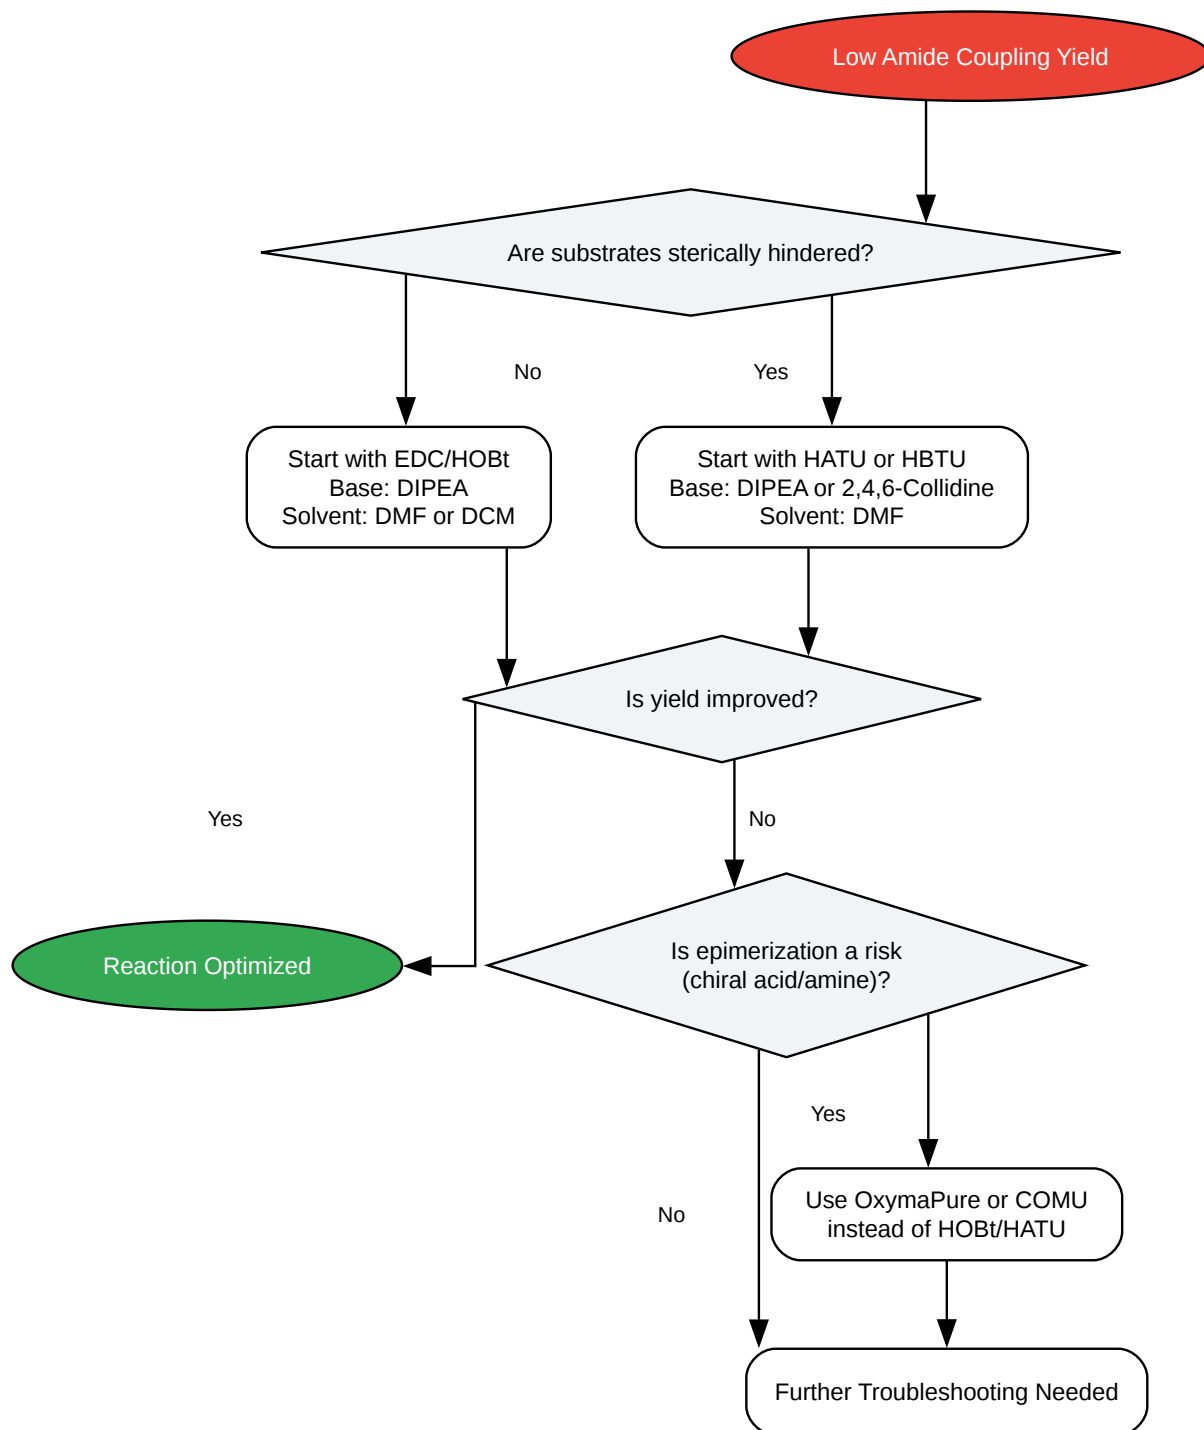 Low Amide Coupling Yield
Are substrates sterically hindered?
No
Yes
Start with EDC/HOBt
Base: DIPEA
Solvent: DMF or DCM
Start with HATU or HBTU
Base: DIPEA or 2,4,6-Collidine
Solvent: DMF
Is yield improved?
Yes
No
Reaction Optimized
Is epimerization a risk
(chiral acid/amine)?
Yes
No
Use OxymaPure or COMU
instead of HOBt/HATU
Further Troubleshooting Needed